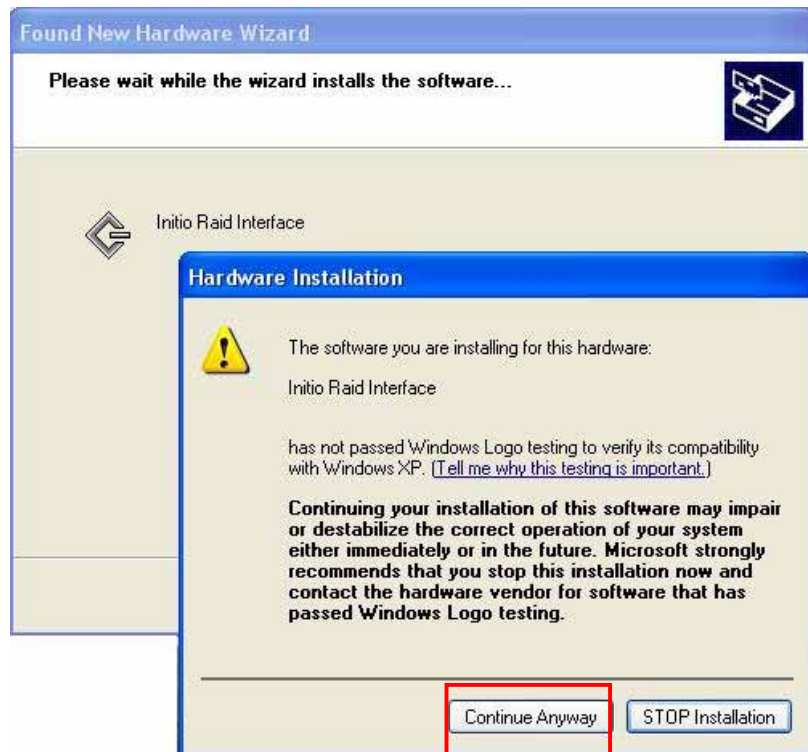 Found New Hardware Wizard
Please wait while the wizard installs the software...
Initio Raid Interface
Hardware Installation
The software you are installing for this hardware:
Initio Raid Interface
has not passed Windows Logo testing to verify its compatibility
with Windows XP. (Tell me why this testing is important.)
Continuing your installation of this software may impair
or destabilize the correct operation of your system
either immediately or in the future. Microsoft strongly
recommends that you stop this installation now and
contact the hardware vendor for software that has
passed Windows Logo testing.
Continue Anyway
STOP Installation